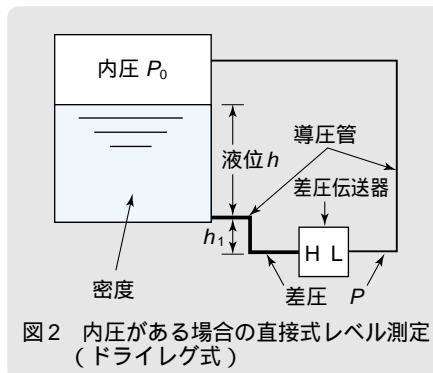 内圧 P₀
液位 h
導圧管
差圧伝送器
h₁
H L
密度
差圧 P
図2 内圧がある場合の直接式レベル測定
(ドライレグ式)